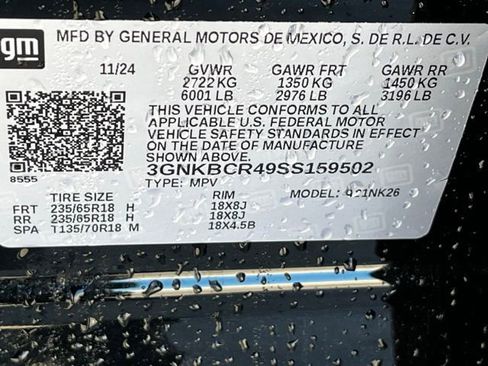 gm
MFD BY GENERAL MOTORS DE MEXICO, S. DE R.L. DE C.V.
11/24 GVWR GAWR FRT GAWR RR
2722 KG 1350 KG 1450 KG
6001 LB 2976 LB 3196 LB
THIS VEHICLE CONFORMS TO ALL
APPLICABLE U.S. FEDERAL MOTOR
VEHICLE SAFETY STANDARDS IN EFFECT
ON THE DATE OF MANUFACTURE
SHOWN ABOVE.
8555 3GNKBCR49SS159502
TYPE: MPV MODEL: 1NK26
TIRE SIZE RIM
FRT 235/65R18 H 18X8J
RR 235/65R18 H 18X8J
SPA T135/70R18 M 18X4.5B